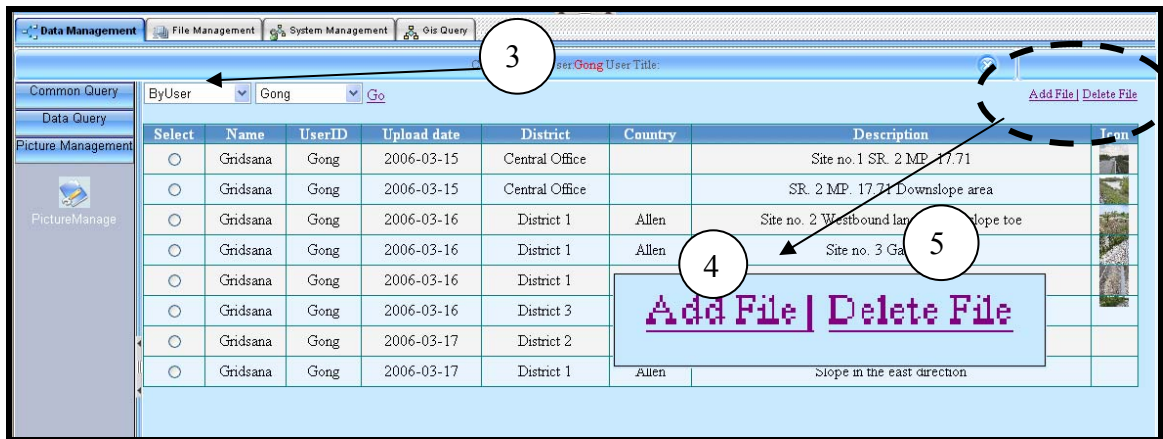 Data Management File Management System Management Gis Query
3
ser:Gong User Title:
Common Query ByUser Gong Go Add File | Delete File
Data Query
Picture Management
PictureManage
Select Name UserID Upload date District Country Description Icon
Gridsana Gong 2006-03-15 Central Office Site no.1 SR. 2 MP. 17.71
Gridsana Gong 2006-03-15 Central Office SR. 2 MP. 17.71 Downslope area
Gridsana Gong 2006-03-16 District 1 Allen Site no. 2 Westbound lan slope toe
Gridsana Gong 2006-03-16 District 1 Allen Site no. 3 Ga
4 5
Gridsana Gong 2006-03-16 District 1
Gridsana Gong 2006-03-16 District 3
Add File | Delete File
Gridsana Gong 2006-03-17 District 2
Gridsana Gong 2006-03-17 District 1 Allen Slope in the east direction